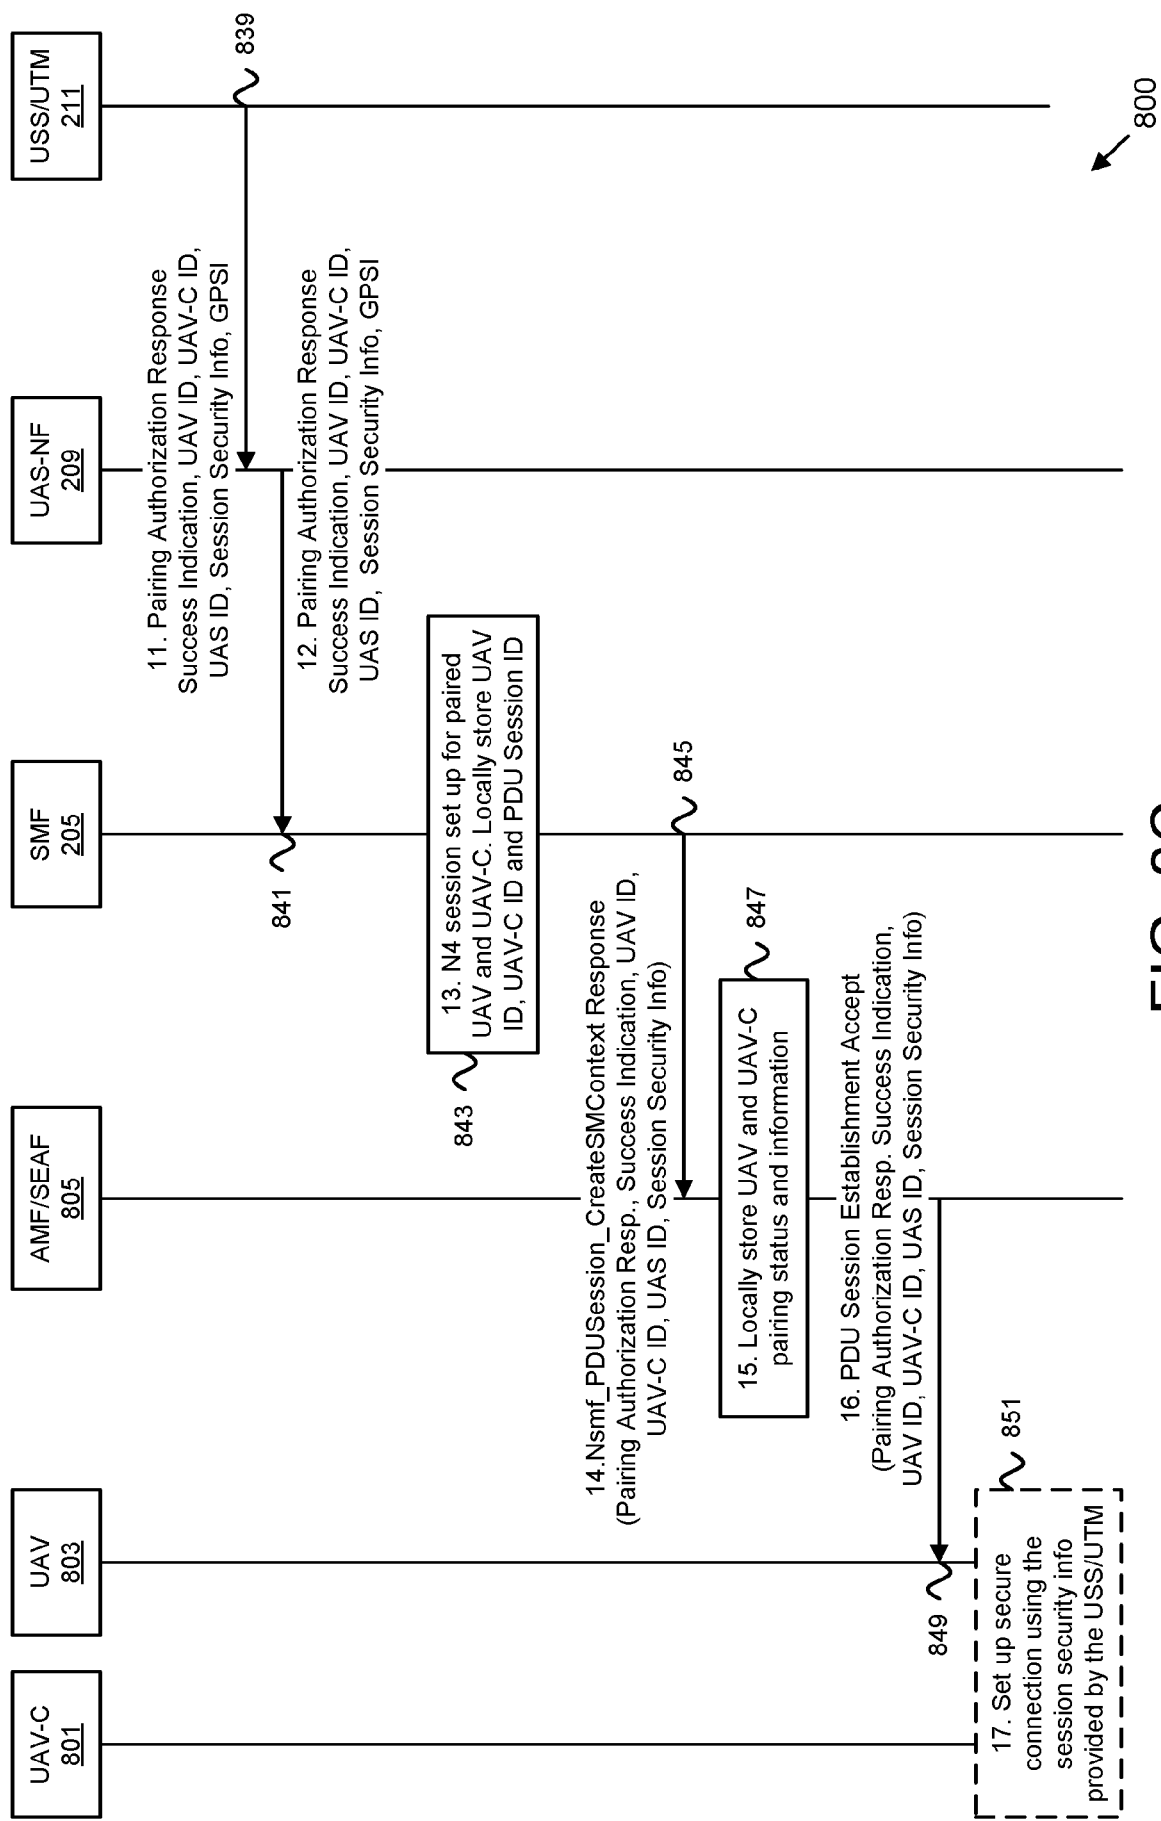 UAV-C
801
UAV
803
AMF/SEAF
805
SMF
205
UAS-NF
209
USS/UTM
211
11. Pairing Authorization Response
Success Indication, UAV ID, UAV-C ID,
UAS ID, Session Security Info, GPSI
839
12. Pairing Authorization Response
Success Indication, UAV ID, UAV-C ID,
UAS ID, Session Security Info, GPSI
841
13. N4 session set up for paired
UAV and UAV-C. Locally store UAV
ID, UAV-C ID and PDU Session ID
843
14.Nsmf_PDUSession_CreateSMContext Response
(Pairing Authorization Resp., Success Indication, UAV ID,
UAV-C ID, UAS ID, Session Security Info)
845
15. Locally store UAV and UAV-C
pairing status and information
847
16. PDU Session Establishment Accept
(Pairing Authorization Resp. Success Indication,
UAV ID, UAV-C ID, UAS ID, Session Security Info)
849
17. Set up secure
connection using the
session security info
provided by the USS/UTM
851
800